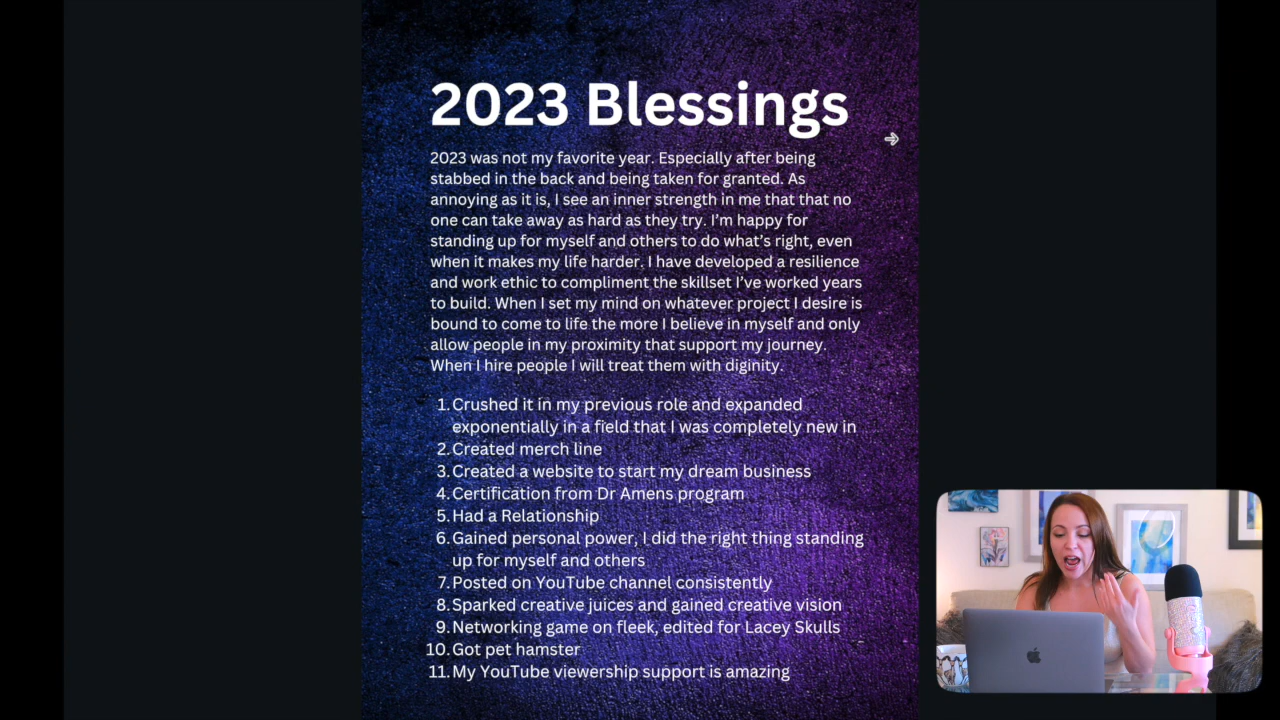 2023 Blessings
2023 was not my favorite year. Especially after being
stabbed in the back and being taken for granted. As
annoying as it is, I see an inner strength in me that that no
one can take away as hard as they try. I'm happy for
standing up for myself and others to do what's right, even
when it makes my life harder. I have developed a resilience
and work ethic to compliment the skillset I've worked years
to build. When I set my mind on whatever project I desire is
bound to come to life the more I believe in myself and only
allow people in my proximity that support my journey.
When I hire people I will treat them with diginity.
1. Crushed it in my previous role and expanded
exponentially in a field that I was completely new in
2. Created merch line
3. Created a website to start my dream business
4. Certification from Dr Amens program
5. Had a Relationship
6. Gained personal power, I did the right thing standing
up for myself and others
7. Posted on YouTube channel consistently
8. Sparked creative juices and gained creative vision
9. Networking game on fleek, edited for Lacey Skulls
10. Got pet hamster
11. My YouTube viewership support is amazing